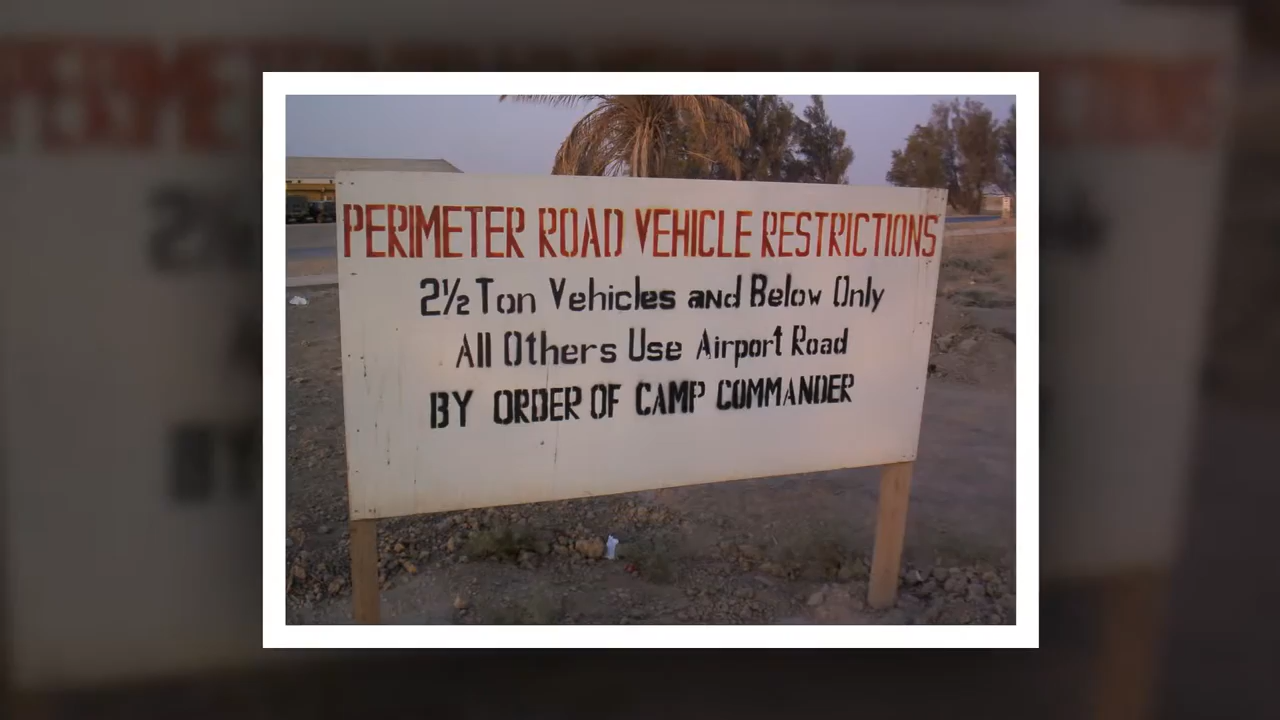 PERIMETER ROAD VEHICLE RESTRICTIONS
2½ Ton Vehicles and Below Only
All Others Use Airport Road
BY ORDER OF CAMP COMMANDER